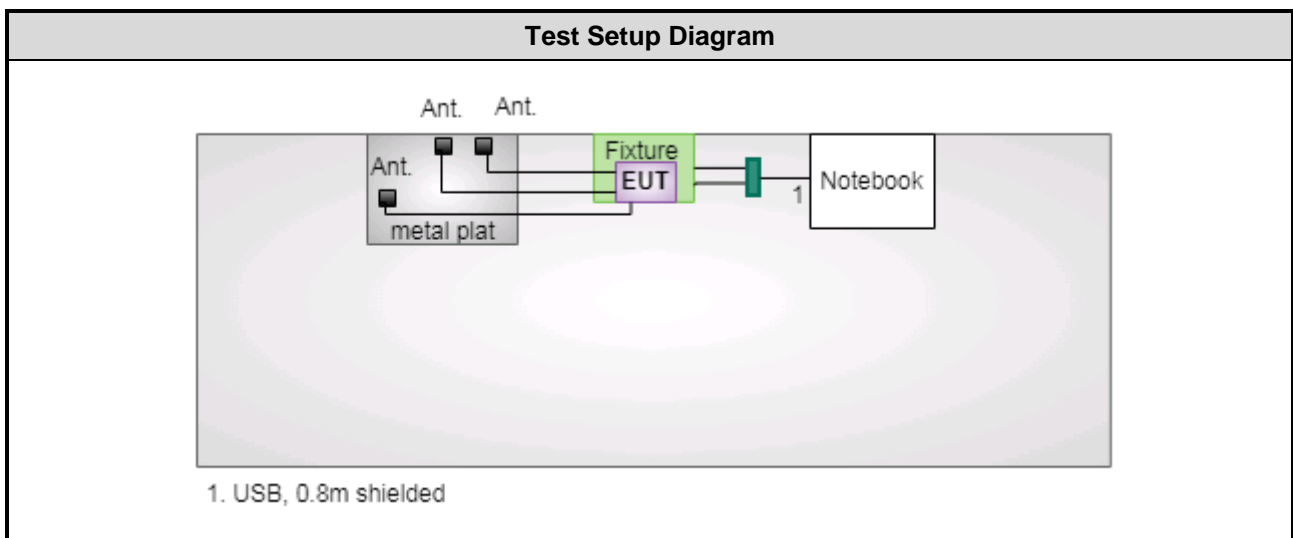 Test Setup Diagram
Ant. Ant.
Ant.
Fixture
EUT
1
Notebook
metal plat
1. USB, 0.8m shielded